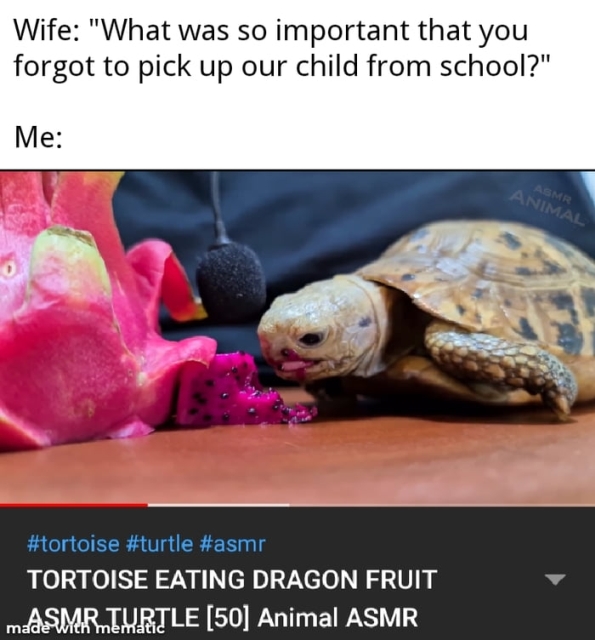 Wife: "What was so important that you
forgot to pick up our child from school?"
Me:
ASMR
ANIMAL
#tortoise #turtle #asmr
TORTOISE EATING DRAGON FRUIT
ASMR TURTLE [50] Animal ASMR
made with mematic